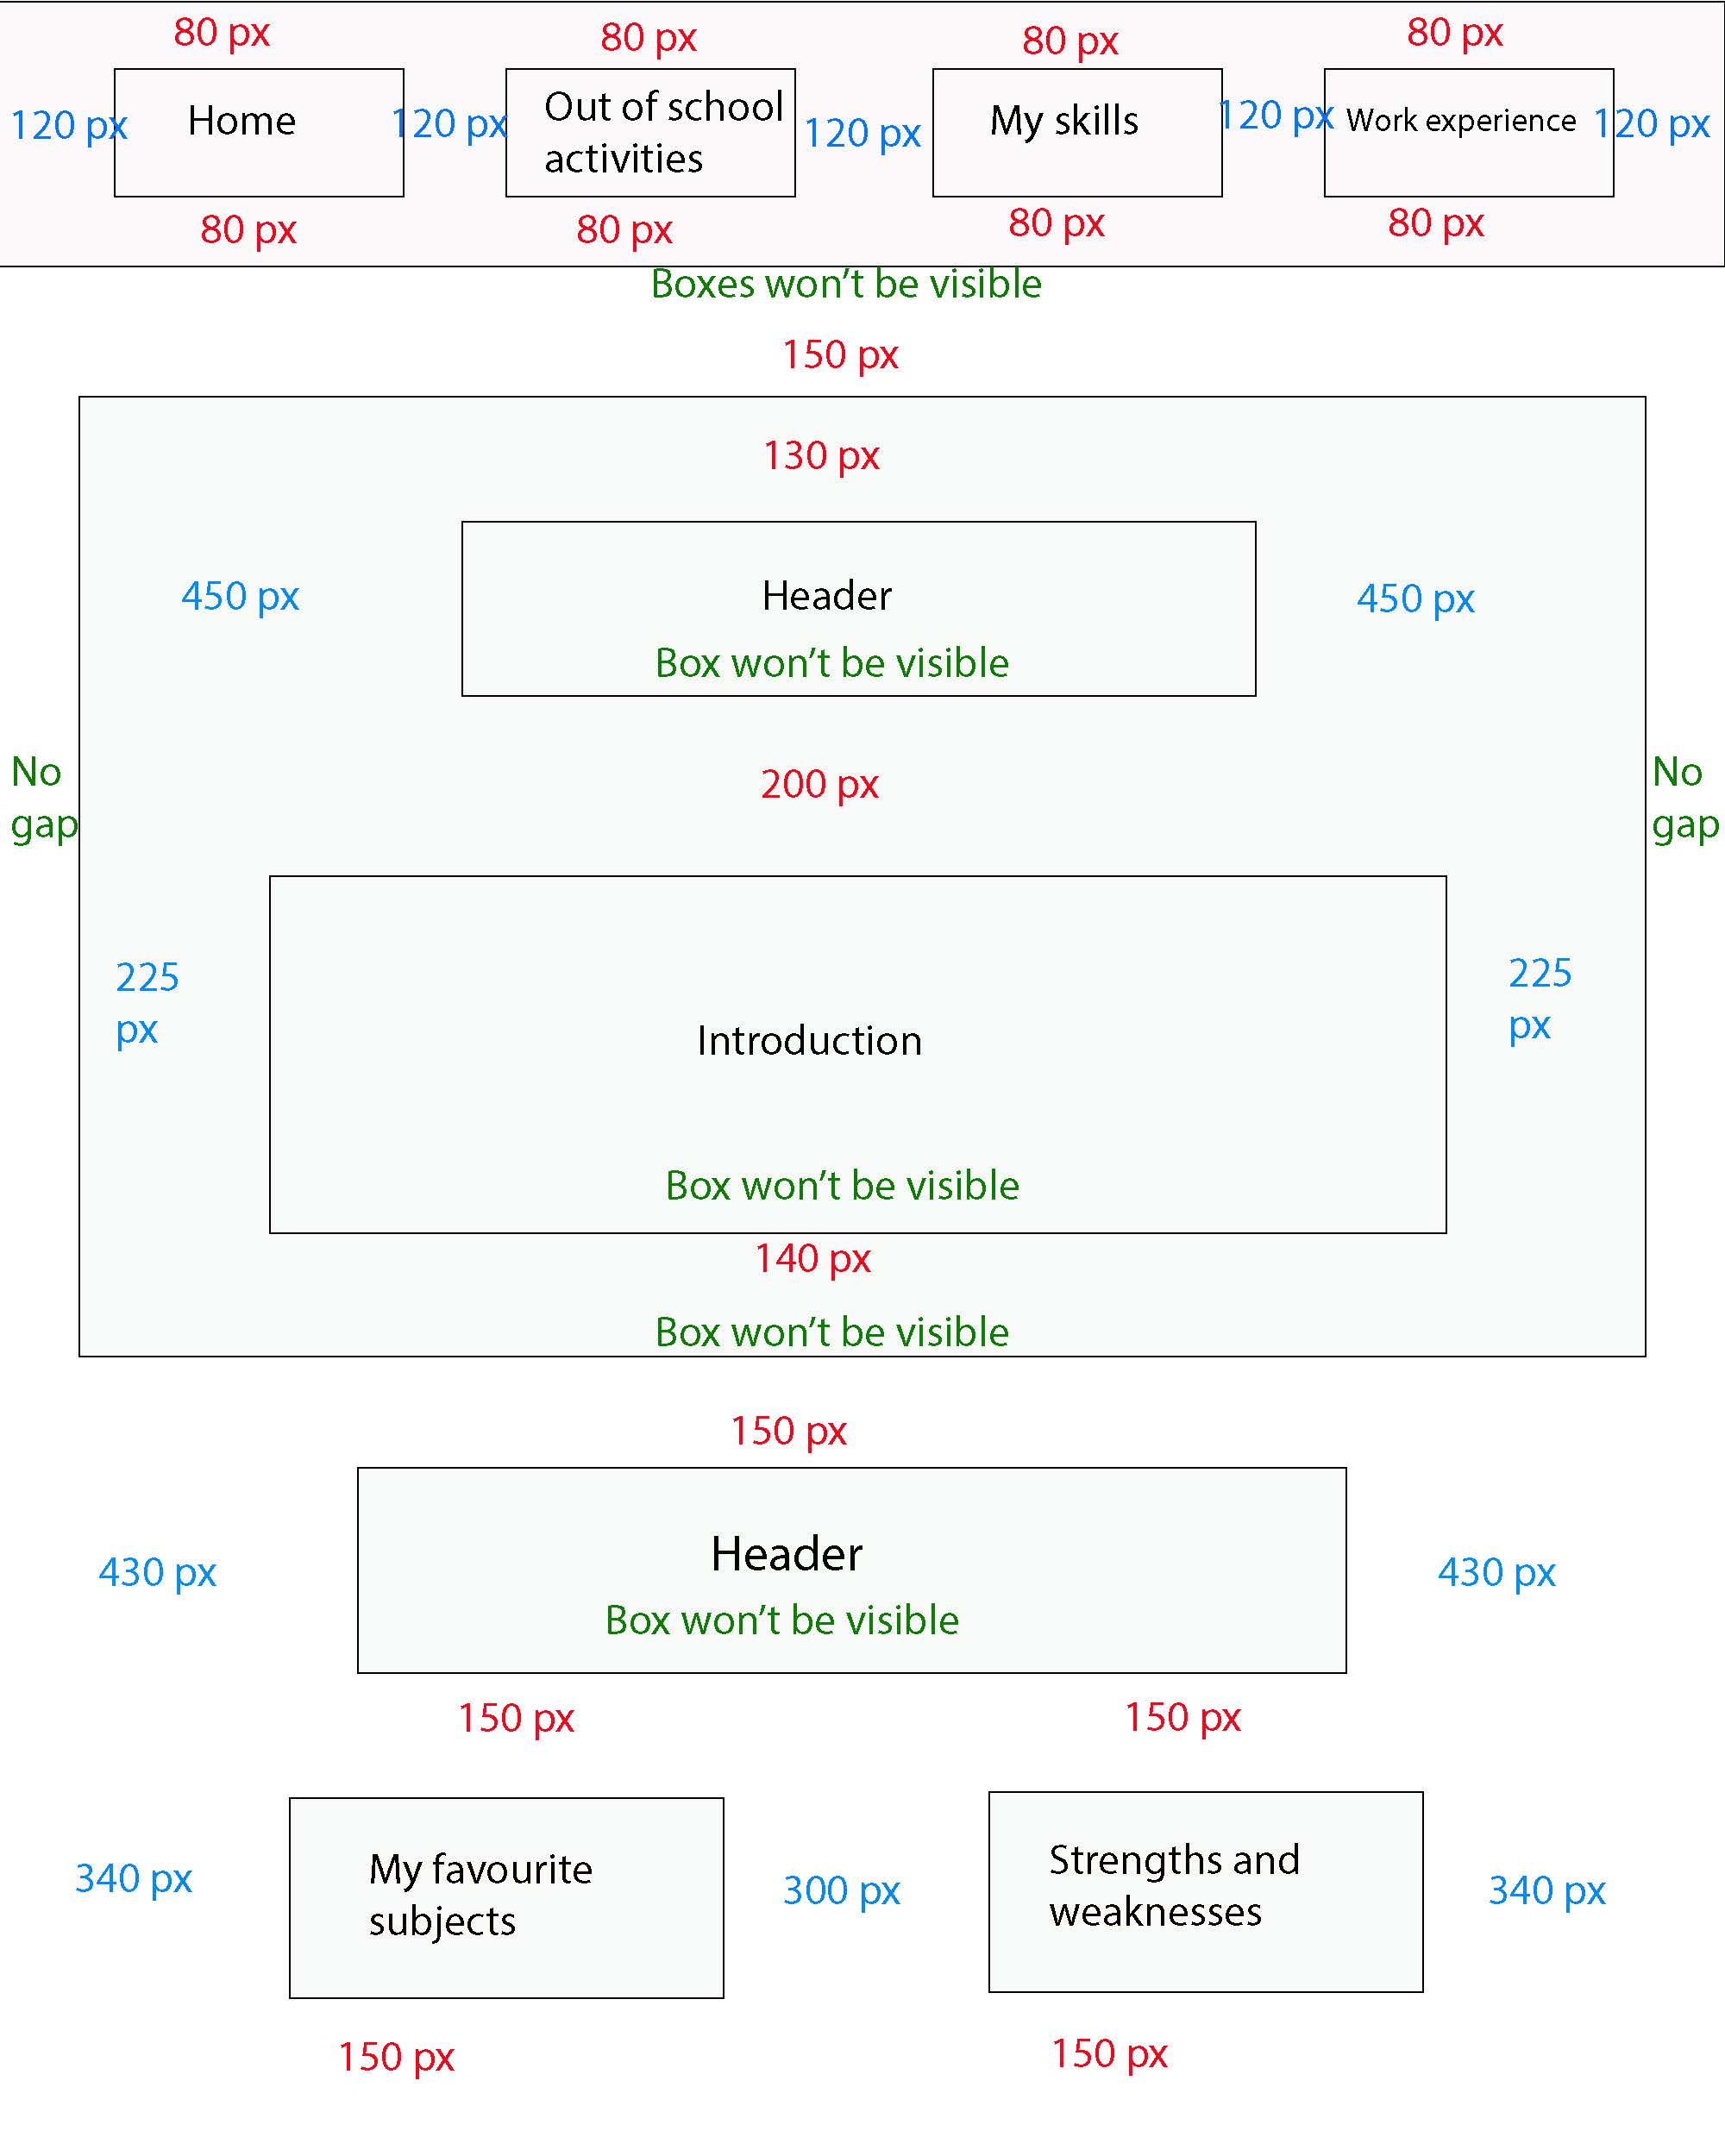 80 px
80 px
80 px
80 px
120 px
Home
120 px
Out of school
activities
120 px
My skills
120 px
Work experience
120 px
80 px
80 px
80 px
80 px
Boxes won't be visible
150 px
130 px
450 px
Header
450 px
Box won't be visible
No
gap
200 px
No
gap
225
px
Introduction
225
px
Box won't be visible
140 px
Box won't be visible
150 px
430 px
Header
430 px
Box won't be visible
150 px
150 px
340 px
My favourite
subjects
300 px
Strengths and
weaknesses
340 px
150 px
150 px